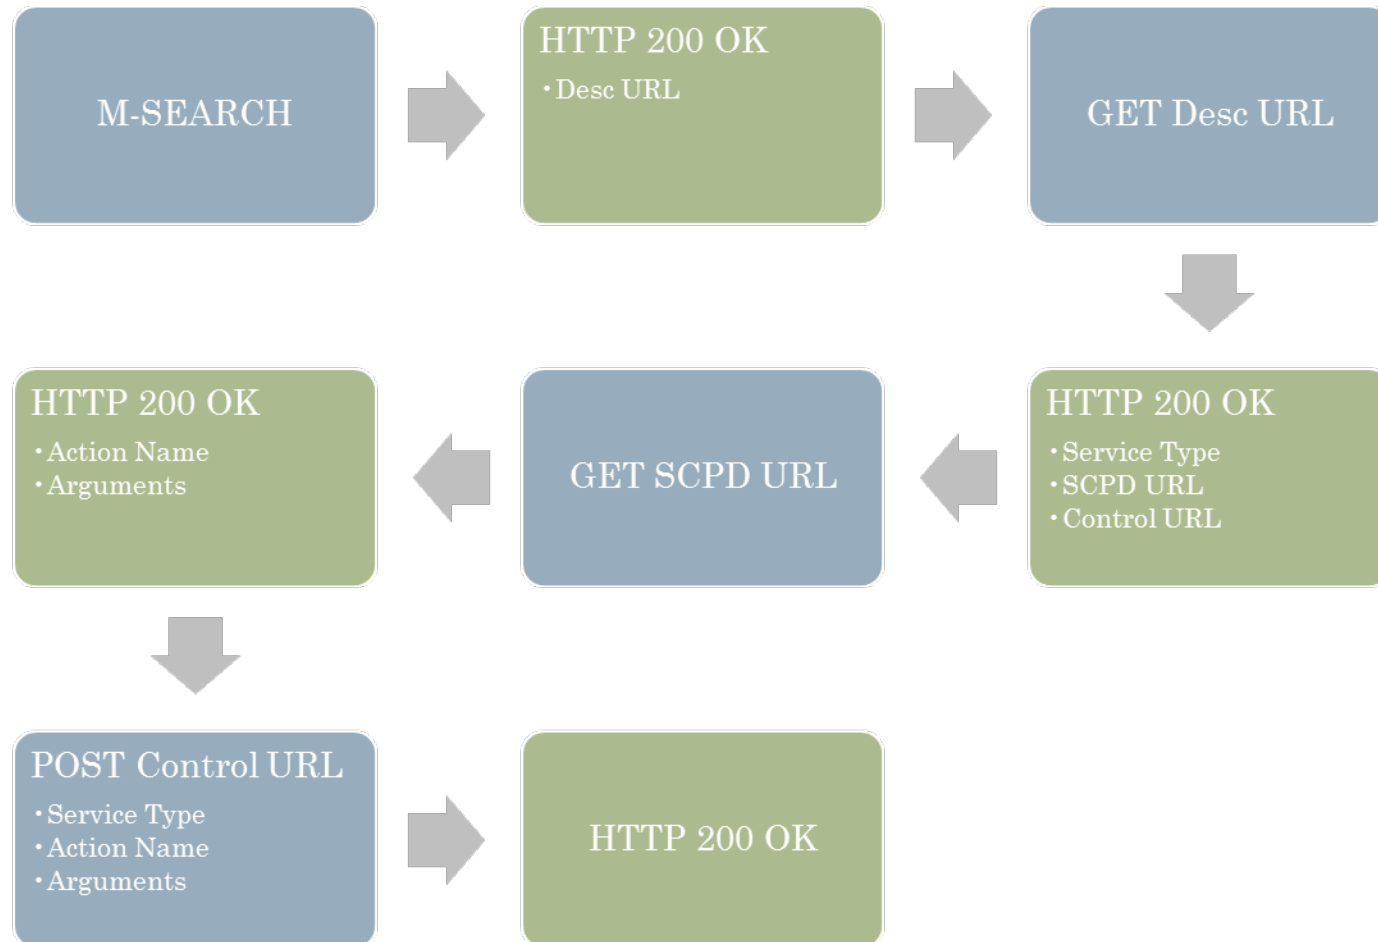 M-SEARCH
HTTP 200 OK
• Desc URL
GET Desc URL
HTTP 200 OK
• Service Type
• SCPD URL
• Control URL
GET SCPD URL
HTTP 200 OK
• Action Name
• Arguments
POST Control URL
• Service Type
• Action Name
• Arguments
HTTP 200 OK